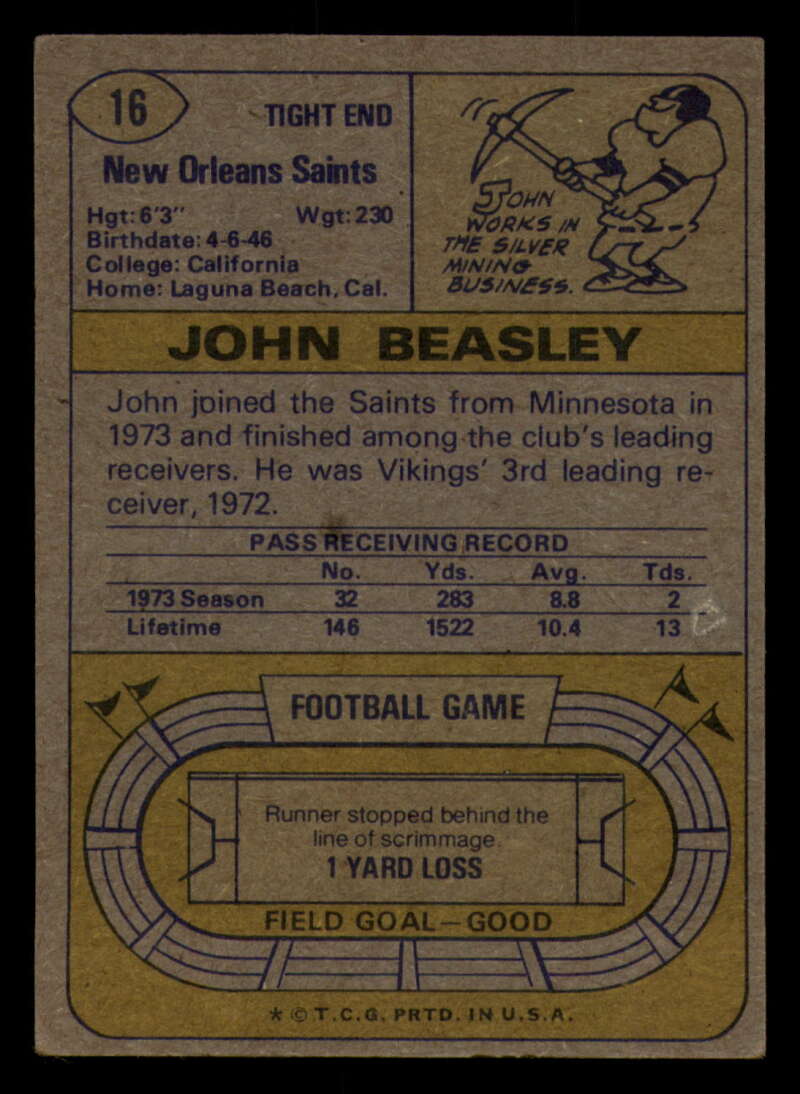 16
TIGHT END
New Orleans Saints
Hgt: 6'3" Wgt: 230
Birthdate: 4-6-46
College: California
Home: Laguna Beach, Cal.
JOHN
WORKS IN
THE SILVER
MINING
BUSINESS.
JOHN BEASLEY
John joined the Saints from Minnesota in
1973 and finished among the club's leading
receivers. He was Vikings' 3rd leading re-
ceiver, 1972.
PASS RECEIVING RECORD
No. Yds. Avg. Tds.
1973 Season 32 283 8.8 2
Lifetime 146 1522 10.4 13
FOOTBALL GAME
Runner stopped behind the
line of scrimmage.
1 YARD LOSS
FIELD GOAL—GOOD
* © T.C.G. PRTD. IN U.S.A.